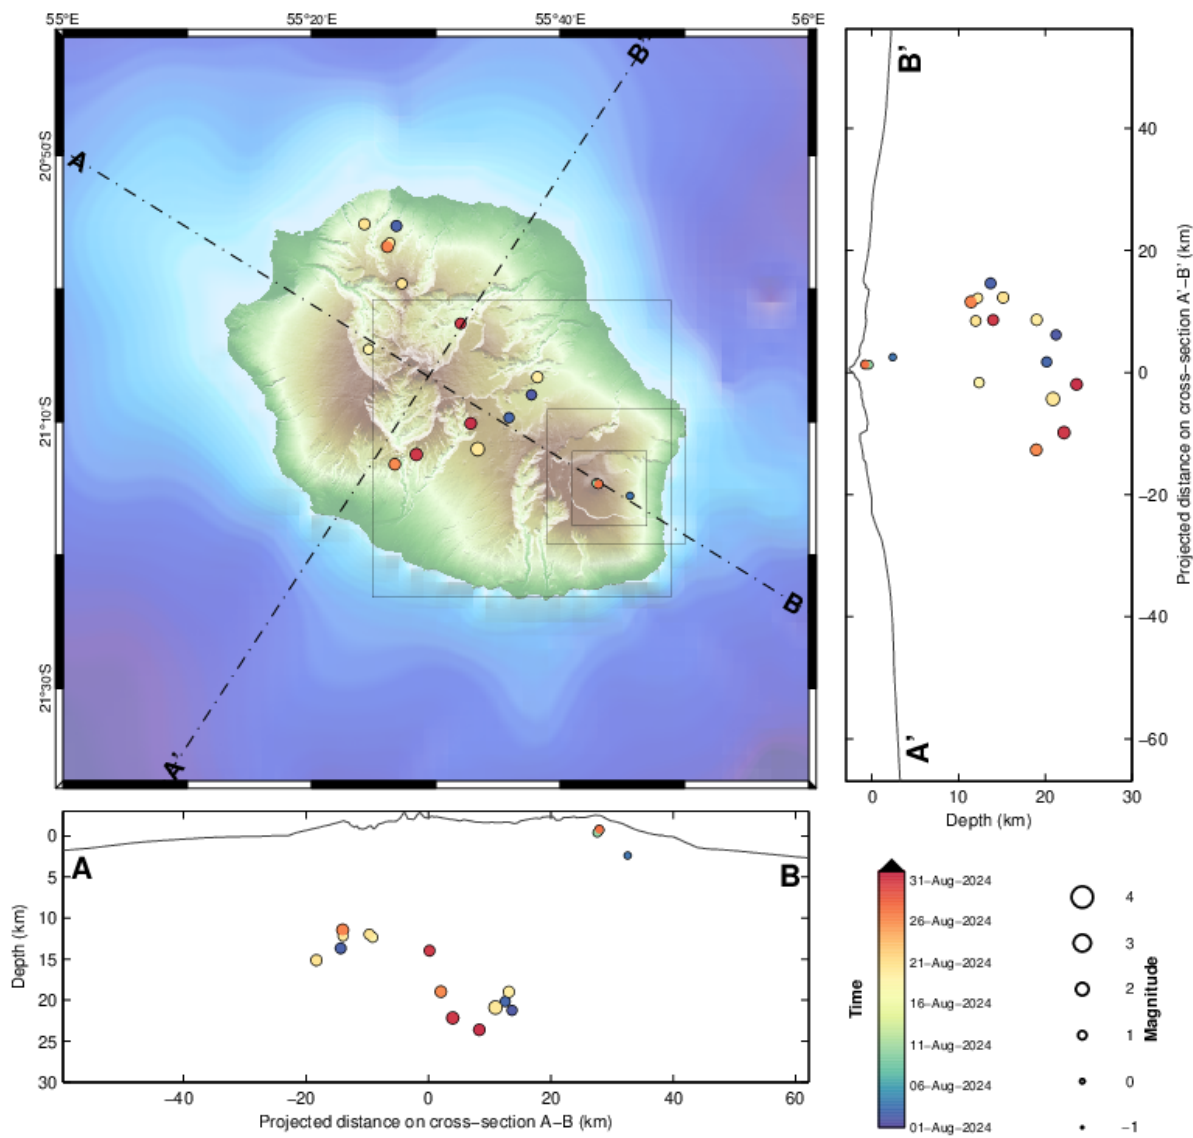 55°E 55°20'E 55°40'E 56°E
20°50'S
21°10'S
21°30'S
A
B'
B
A'
B'
A'
40
20
0
−20
−40
−60
Projected distance on cross−section A'−B' (km)
0 10 20 30
Depth (km)
A
B
0
5
10
15
20
25
30
Depth (km)
−40 −20 0 20 40 60
Projected distance on cross−section A−B (km)
Time
31−Aug−2024
26−Aug−2024
21−Aug−2024
16−Aug−2024
11−Aug−2024
06−Aug−2024
01−Aug−2024
4
3
2
1
0
−1
Magnitude